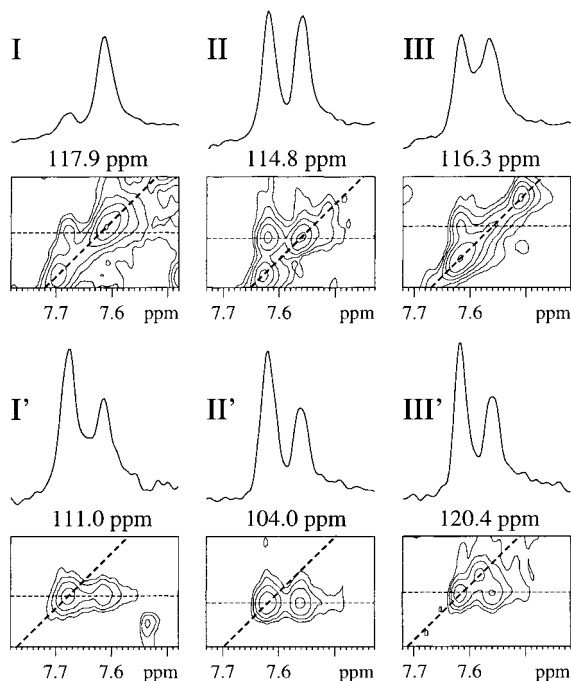 I II III
117.9 ppm 114.8 ppm 116.3 ppm
7.7 7.6 ppm 7.7 7.6 ppm 7.7 7.6 ppm
I' II' III'
111.0 ppm 104.0 ppm 120.4 ppm
7.7 7.6 ppm 7.7 7.6 ppm 7.7 7.6 ppm